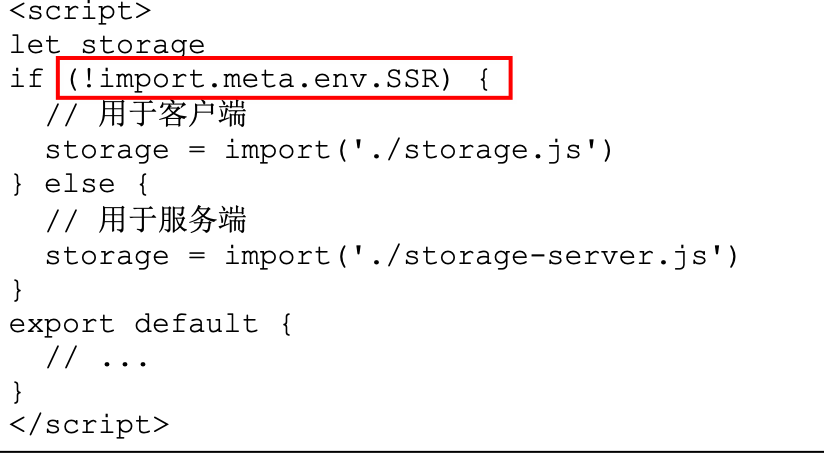 <script>
let storage
if (!import.meta.env.SSR) {
  // 用于客户端
  storage = import('./storage.js')
} else {
  // 用于服务端
  storage = import('./storage-server.js')
}
export default {
  // ...
}
</script>